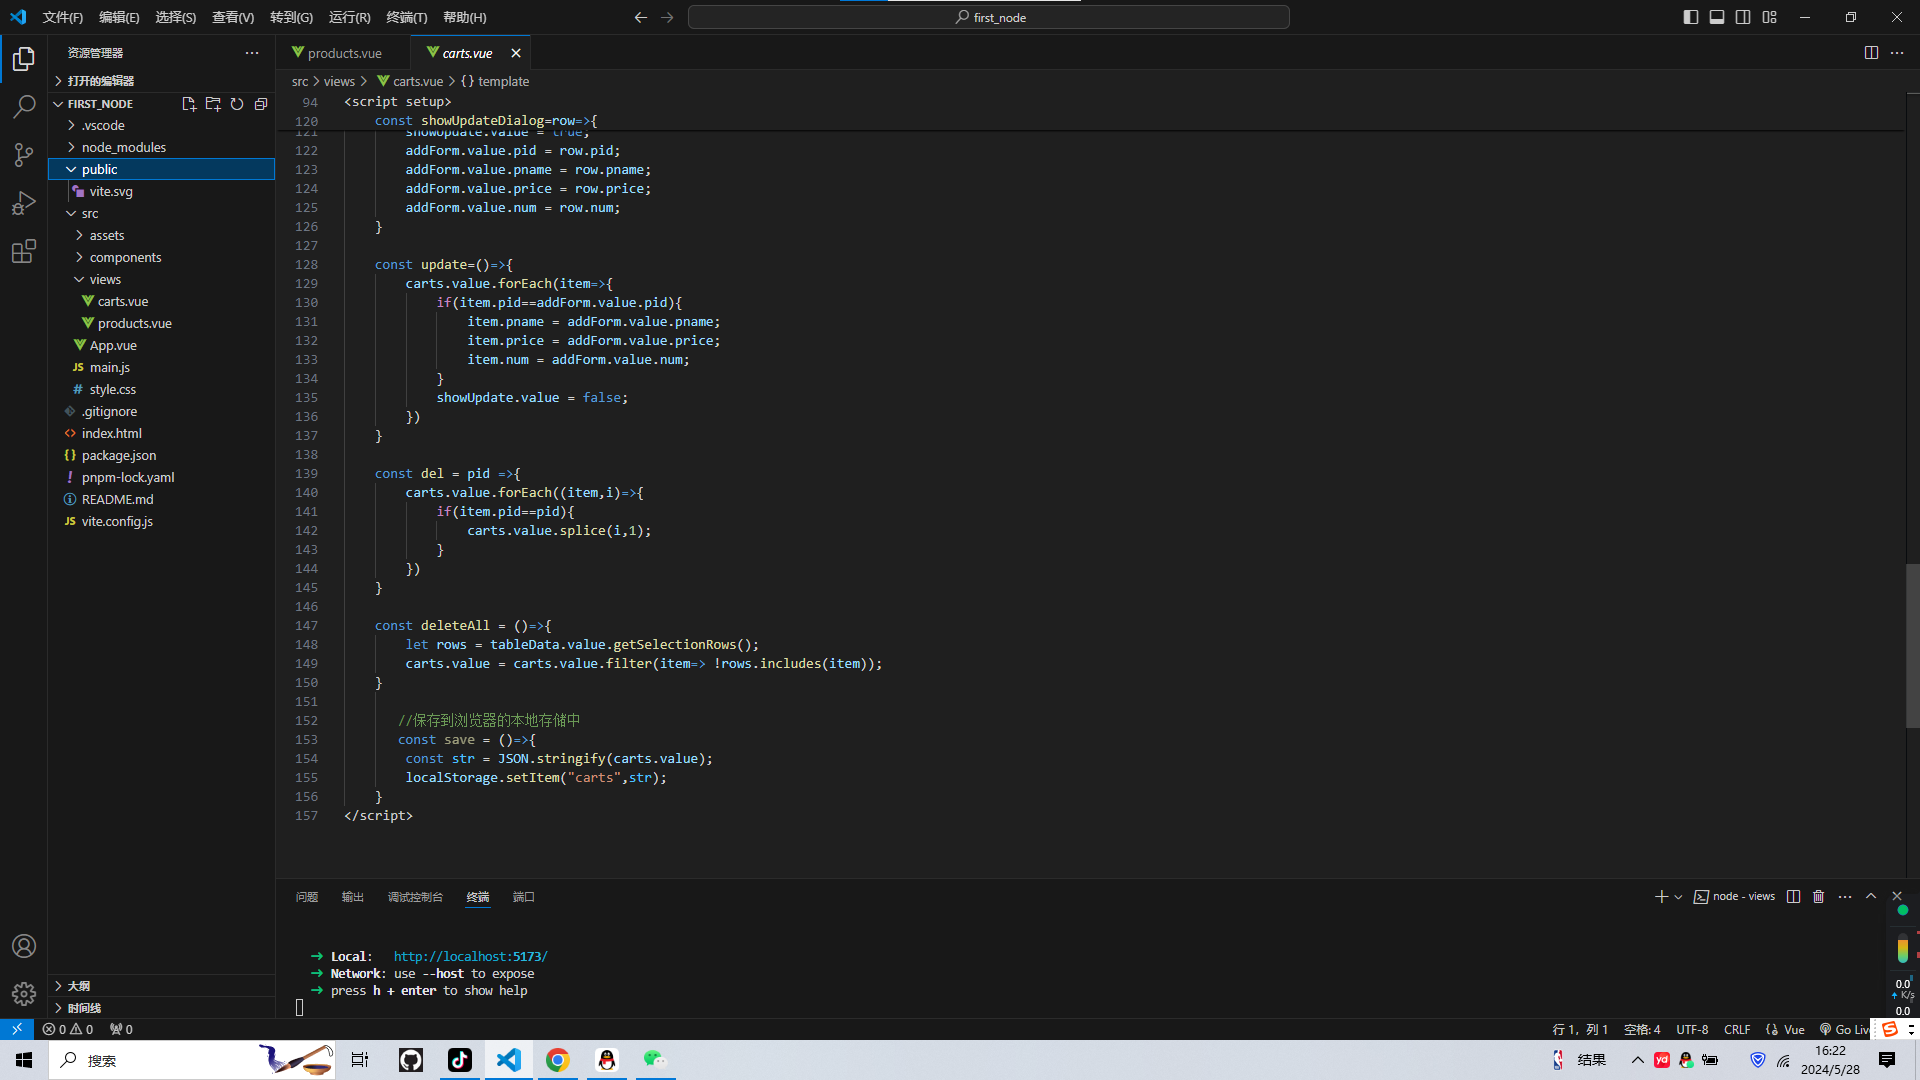 文件(F) 编辑(E) 选择(S) 查看(V) 转到(G) 运行(R) 终端(T) 帮助(H)
first_node
资源管理器
打开的编辑器
FIRST_NODE
.vscode
node_modules
public
vite.svg
src
assets
components
views
carts.vue
products.vue
App.vue
JS main.js
# style.css
.gitignore
<> index.html
{} package.json
! pnpm-lock.yaml
README.md
JS vite.config.js
大纲
时间线
products.vue
carts.vue
src > views > carts.vue > {} template
94 <script setup>
120 const showUpdateDialog=row=>{
121 showUpdate.value = true;
122 addForm.value.pid = row.pid;
123 addForm.value.pname = row.pname;
124 addForm.value.price = row.price;
125 addForm.value.num = row.num;
126 }
127
128 const update=()=>{
129 carts.value.forEach(item=>{
130 if(item.pid==addForm.value.pid){
131 item.pname = addForm.value.pname;
132 item.price = addForm.value.price;
133 item.num = addForm.value.num;
134 }
135 showUpdate.value = false;
136 })
137 }
138
139 const del = pid =>{
140 carts.value.forEach((item,i)=>{
141 if(item.pid==pid){
142 carts.value.splice(i,1);
143 }
144 })
145 }
146
147 const deleteAll = ()=>{
148 let rows = tableData.value.getSelectionRows();
149 carts.value = carts.value.filter(item=> !rows.includes(item));
150 }
151
152 //保存到浏览器的本地存储中
153 const save = ()=>{
154 const str = JSON.stringify(carts.value);
155 localStorage.setItem("carts",str);
156 }
157 </script>
问题 输出 调试控制台 终端 端口
node - views
➜ Local: http://localhost:5173/
➜ Network: use --host to expose
➜ press h + enter to show help
0.0
K/s
0.0
0 0 0
行 1，列 1 空格: 4 UTF-8 CRLF Vue Go Liv
搜索
结果
yd
16:22
2024/5/28